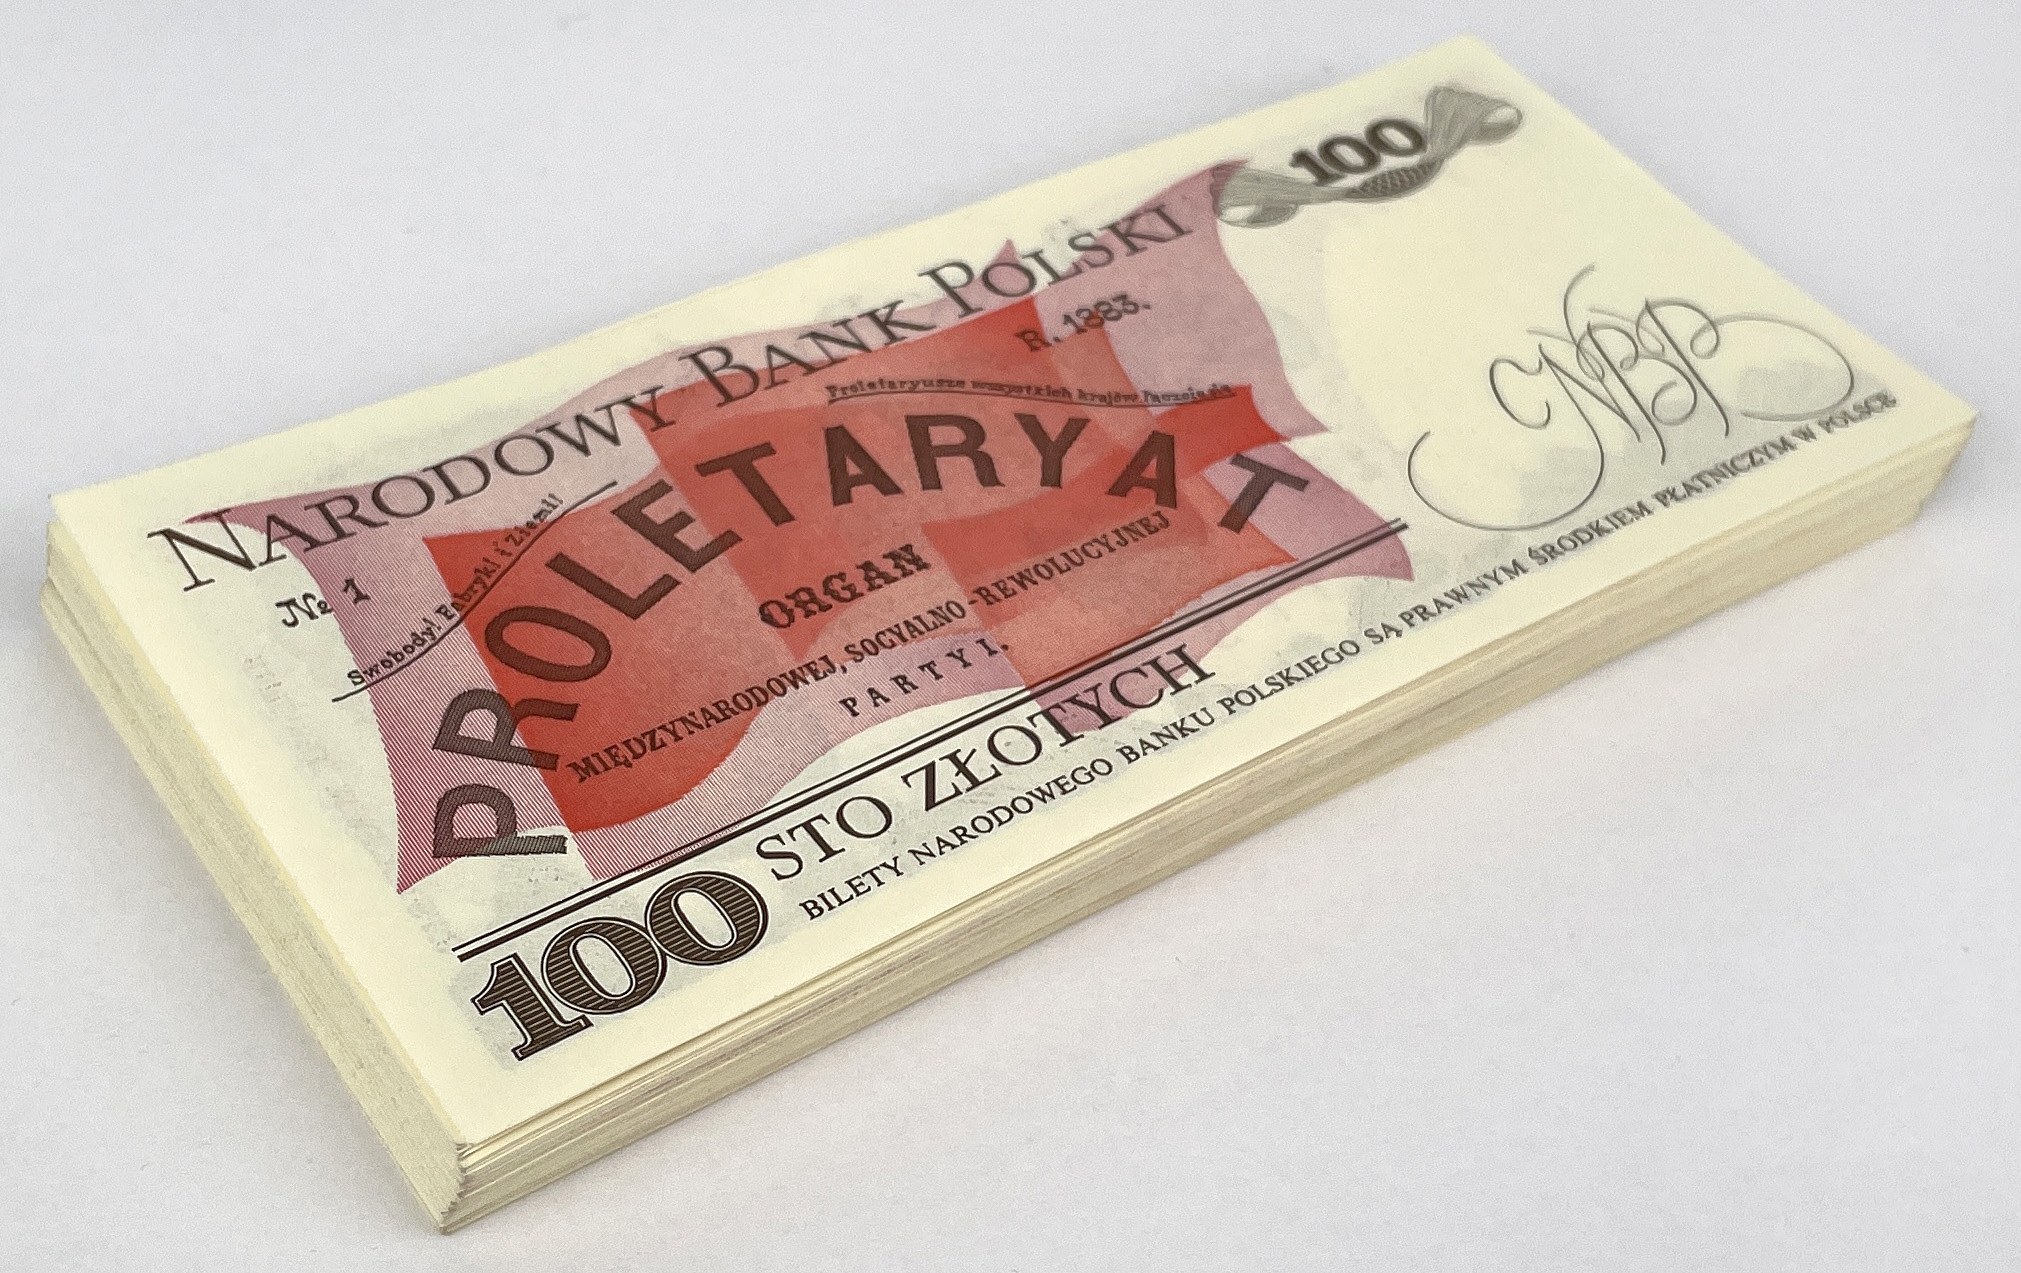 NARODOWY BANK POLSKI
100
№ 1
R. 1883.
Swobody! Fabryki! i Ziemi!
Proletaryusze wszystkich krajów łączcie się
PROLETARYAT
ORGAN
MIĘDZYNARODOWEJ, SOCYALNO-REWOLUCYJNEJ
PARTYI.
NBP
100 STO ZŁOTYCH
BILETY NARODOWEGO BANKU POLSKIEGO SĄ PRAWNYM ŚRODKIEM PŁATNICZYM W POLSCE